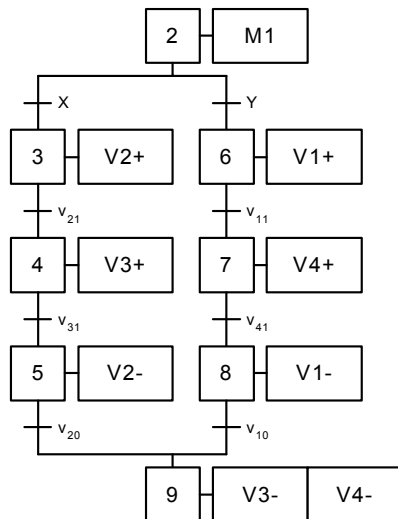 2 M1
X Y
3 V2+ 6 V1+
v₂₁ v₁₁
4 V3+ 7 V4+
v₃₁ v₄₁
5 V2- 8 V1-
v₂₀ v₁₀
9 V3- V4-